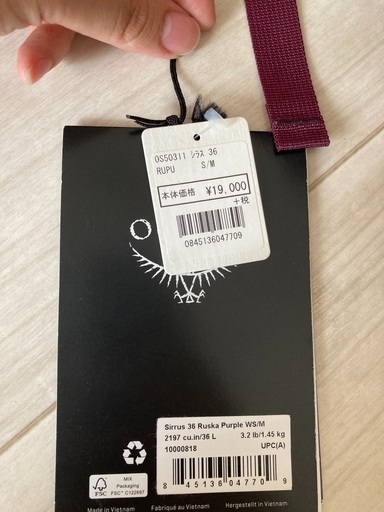 OS50311 シラス 36
RUPU S/M
本体価格 ¥19,000
+税
0845136047709
Sirrus 36 Ruska Purple WS/M
2197 cu.in/36 L 3.2 lb/1.45 kg
10000818 UPC(A)
8 45136 04770 9
MIX
Packaging
FSC
FSC™ C122697
Made in Vietnam Fabriqué au Vietnam Hergestellt in Vietnam